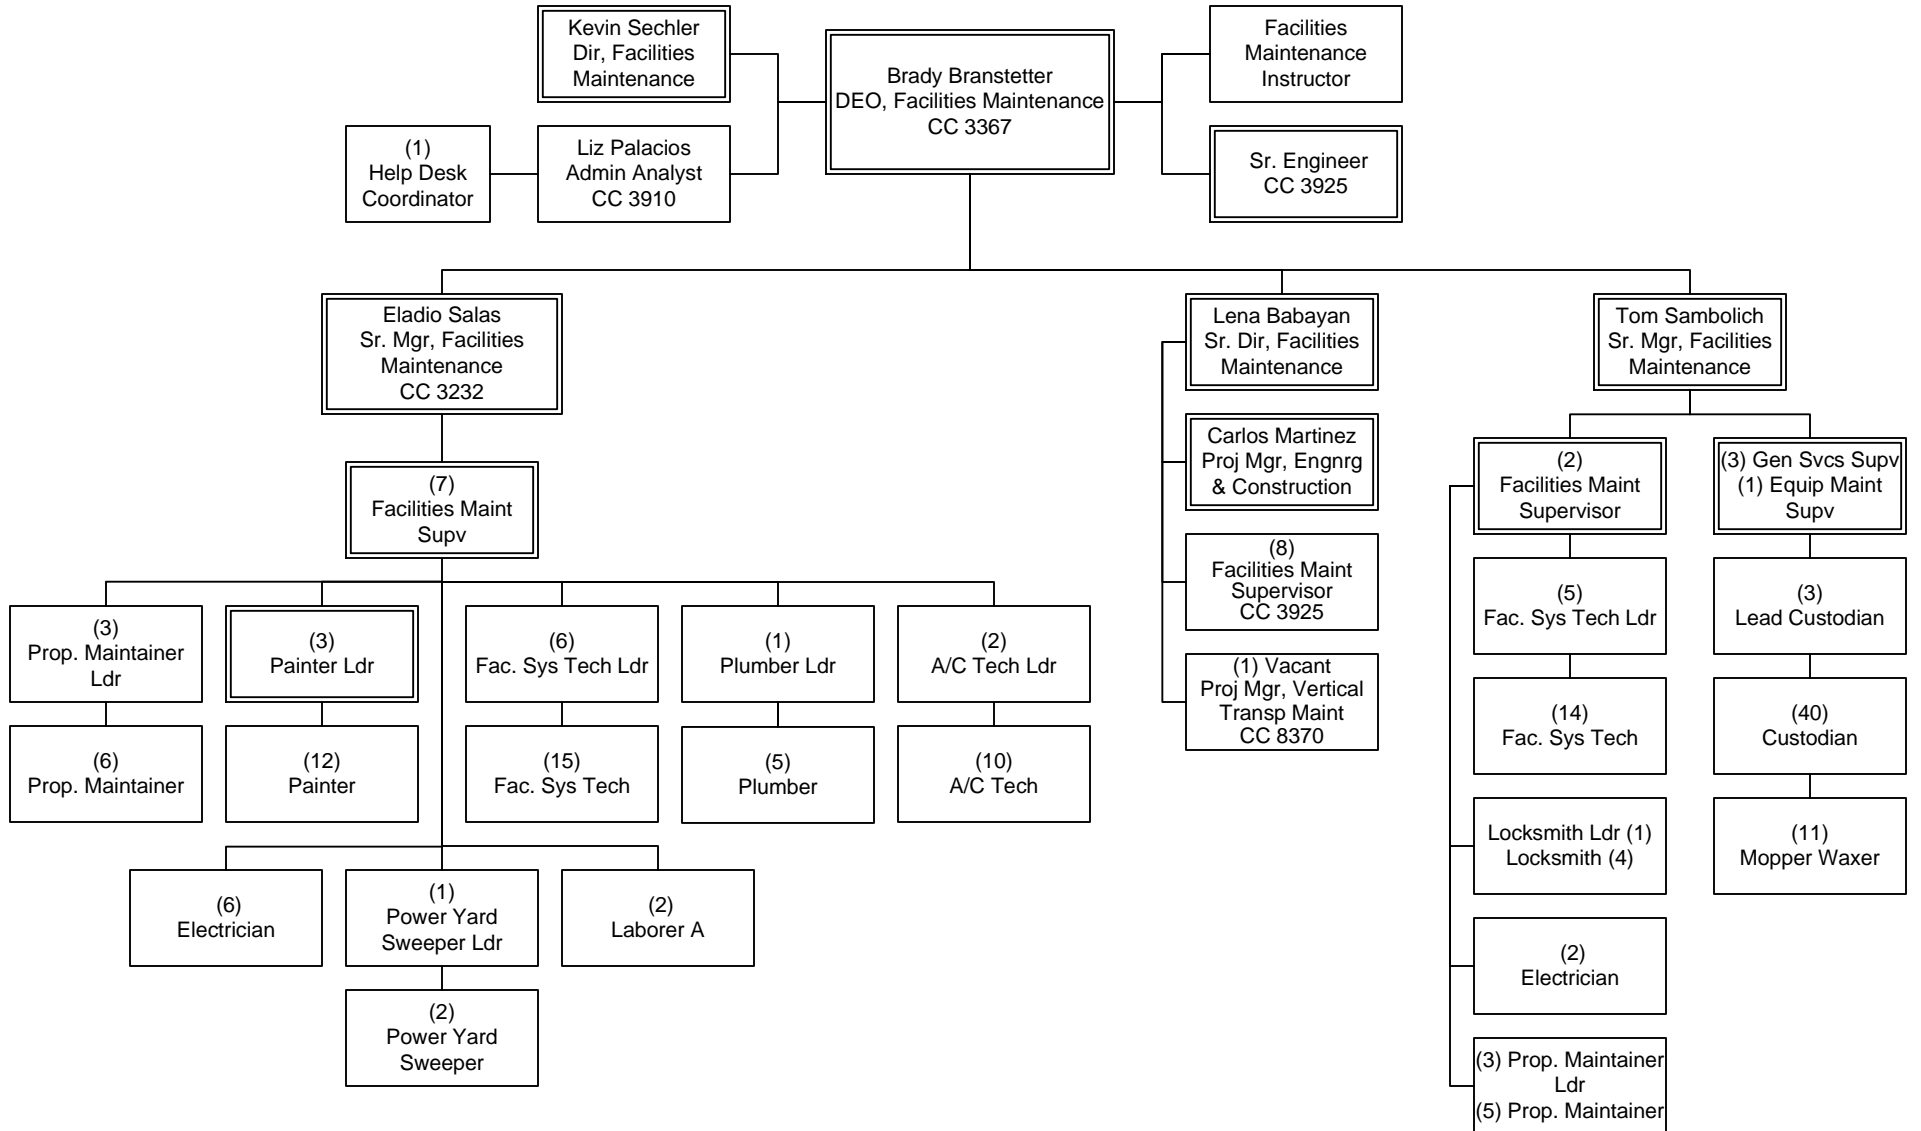 Kevin Sechler
Dir, Facilities
Maintenance
Brady Branstetter
DEO, Facilities Maintenance
CC 3367
Facilities
Maintenance
Instructor
(1)
Help Desk
Coordinator
Liz Palacios
Admin Analyst
CC 3910
Sr. Engineer
CC 3925
Eladio Salas
Sr. Mgr, Facilities
Maintenance
CC 3232
Lena Babayan
Sr. Dir, Facilities
Maintenance
Tom Sambolich
Sr. Mgr, Facilities
Maintenance
(7)
Facilities Maint
Supv
Carlos Martinez
Proj Mgr, Engnrg
& Construction
(2)
Facilities Maint
Supervisor
(3) Gen Svcs Supv
(1) Equip Maint
Supv
(8)
Facilities Maint
Supervisor
CC 3925
(5)
Fac. Sys Tech Ldr
(3)
Lead Custodian
(3)
Prop. Maintainer
Ldr
(3)
Painter Ldr
(6)
Fac. Sys Tech Ldr
(1)
Plumber Ldr
(2)
A/C Tech Ldr
(1) Vacant
Proj Mgr, Vertical
Transp Maint
CC 8370
(14)
Fac. Sys Tech
(40)
Custodian
(6)
Prop. Maintainer
(12)
Painter
(15)
Fac. Sys Tech
(5)
Plumber
(10)
A/C Tech
Locksmith Ldr (1)
Locksmith (4)
(11)
Mopper Waxer
(6)
Electrician
(1)
Power Yard
Sweeper Ldr
(2)
Laborer A
(2)
Electrician
(2)
Power Yard
Sweeper
(3) Prop. Maintainer
Ldr
(5) Prop. Maintainer